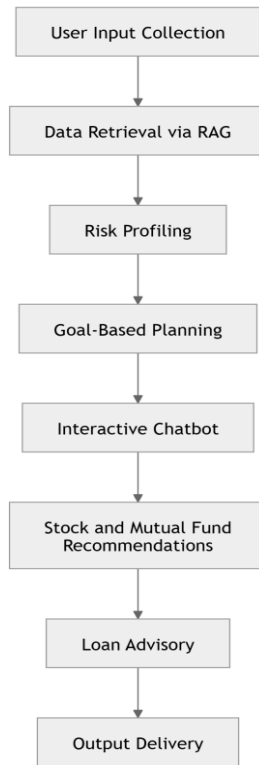 User Input Collection
Data Retrieval via RAG
Risk Profiling
Goal-Based Planning
Interactive Chatbot
Stock and Mutual Fund
Recommendations
Loan Advisory
Output Delivery